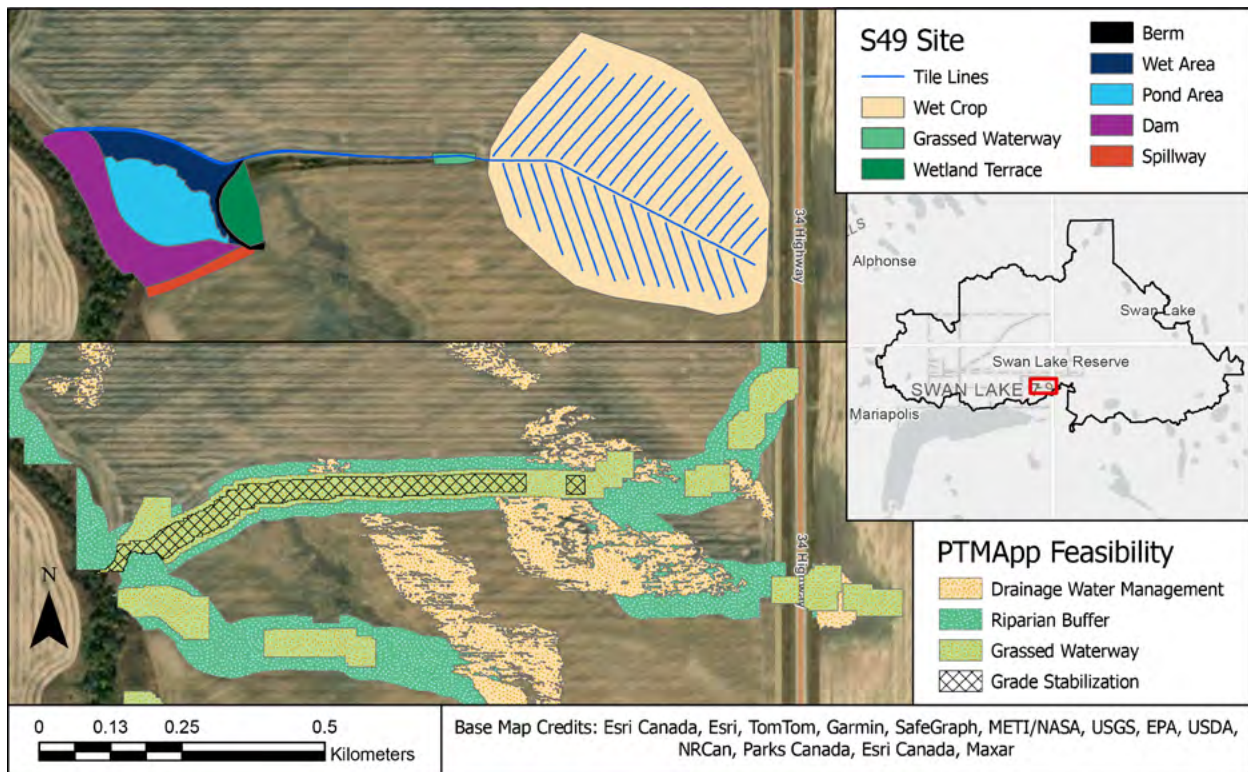 S49 Site
Tile Lines
Wet Crop
Grassed Waterway
Wetland Terrace
Berm
Wet Area
Pond Area
Dam
Spillway
34 Highway
Alphonse
Swan Lake
Swan Lake Reserve
SWAN LAKE 7
Mariapolis
34 Highway
PTMApp Feasibility
Drainage Water Management
Riparian Buffer
Grassed Waterway
Grade Stabilization
N
0 0.13 0.25 0.5
Kilometers
Base Map Credits: Esri Canada, Esri, TomTom, Garmin, SafeGraph, METI/NASA, USGS, EPA, USDA,
NRCan, Parks Canada, Esri Canada, Maxar